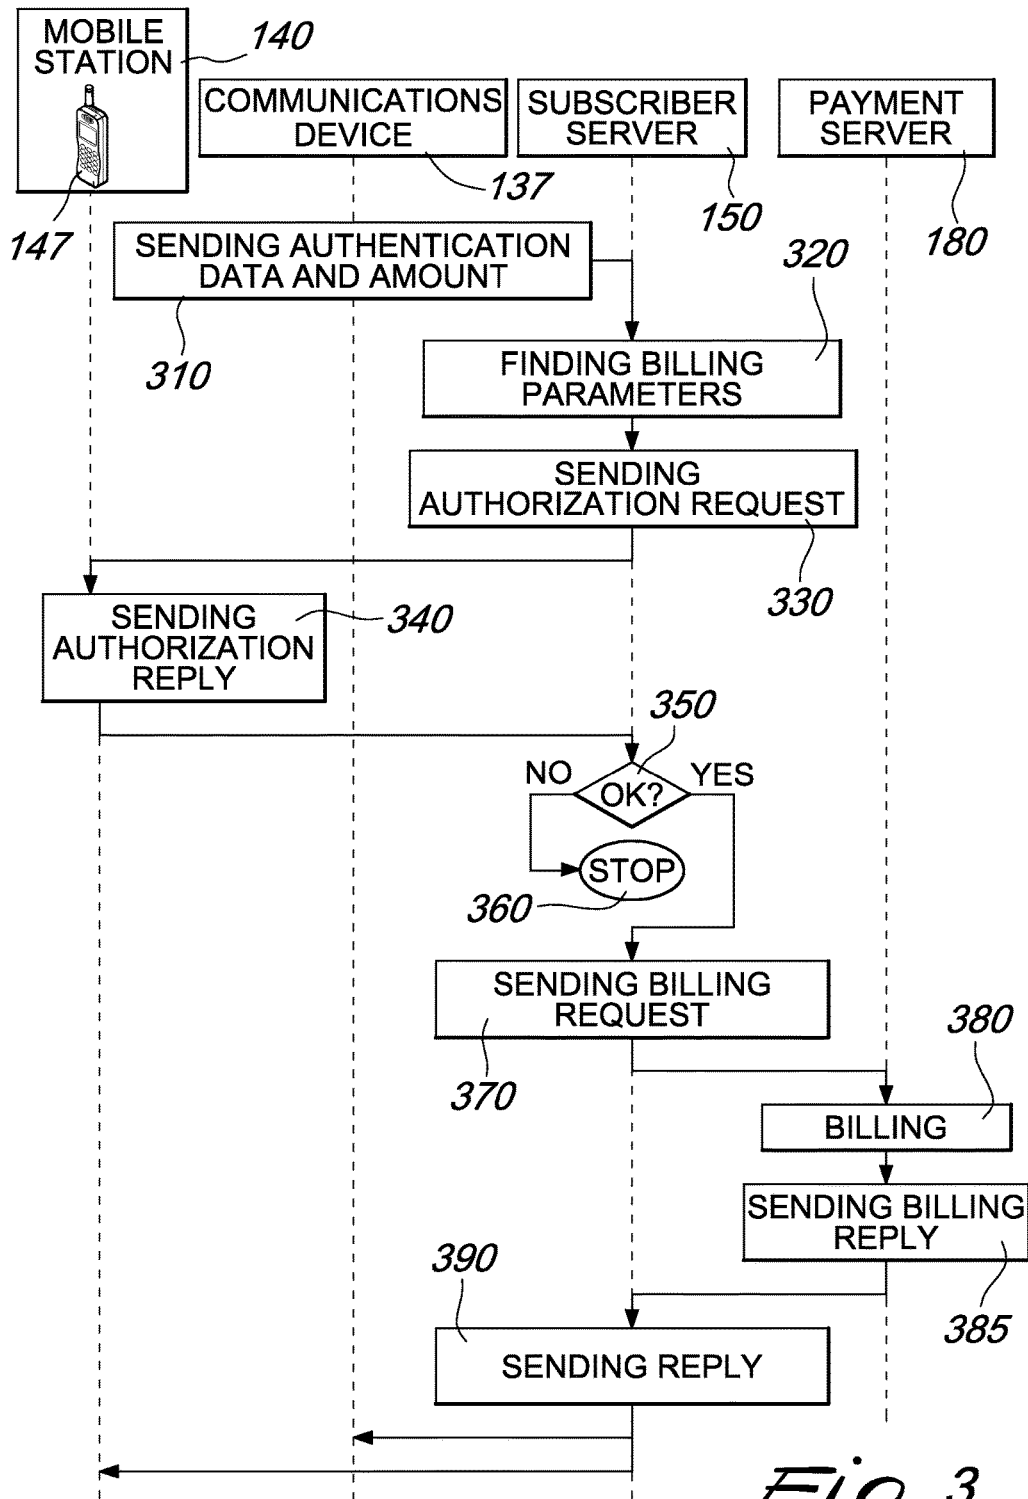 MOBILE
STATION
140
COMMUNICATIONS
DEVICE
SUBSCRIBER
SERVER
PAYMENT
SERVER
147
137
150
180
SENDING AUTHENTICATION
DATA AND AMOUNT
320
310
FINDING BILLING
PARAMETERS
SENDING
AUTHORIZATION REQUEST
330
SENDING
AUTHORIZATION
REPLY
340
350
NO
YES
OK?
STOP
360
SENDING BILLING
REQUEST
370
380
BILLING
SENDING BILLING
REPLY
390
385
SENDING REPLY
Fig. 3